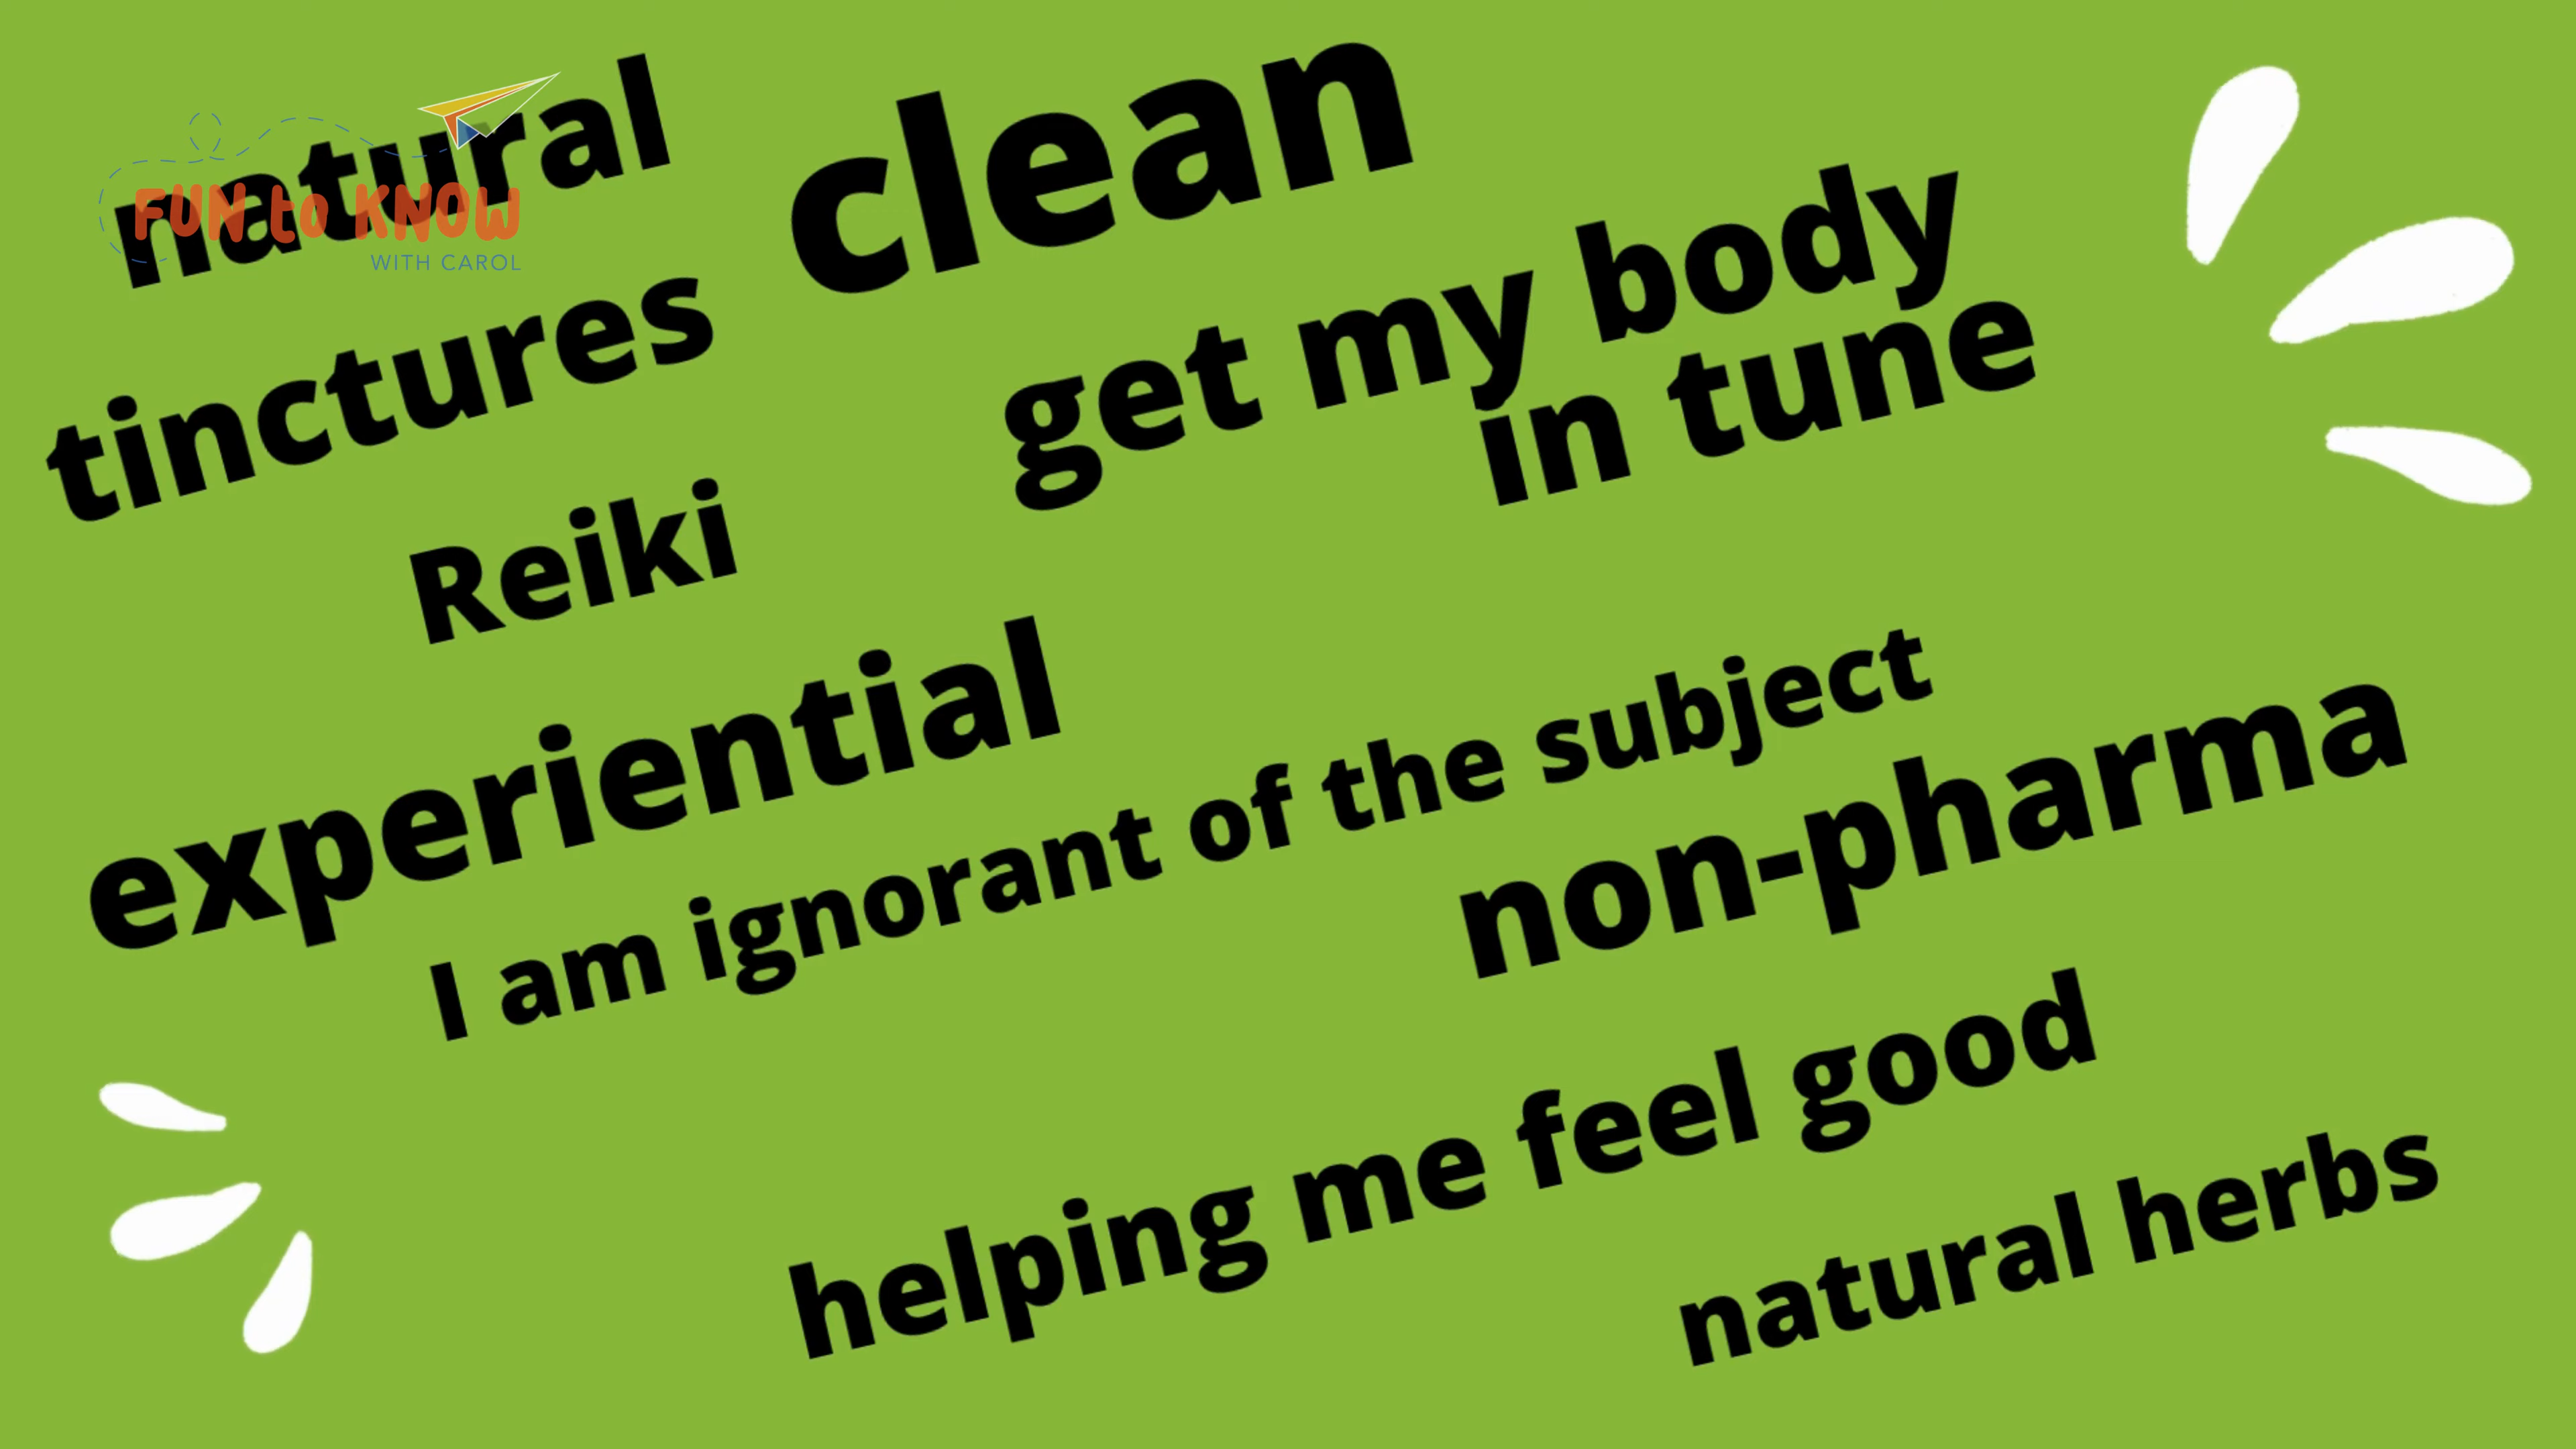 natural
FUN to KNOW
WITH CAROL
clean
tinctures
get my body
in tune
Reiki
experiential
I am ignorant of the subject
non-pharma
helping me feel good
natural herbs